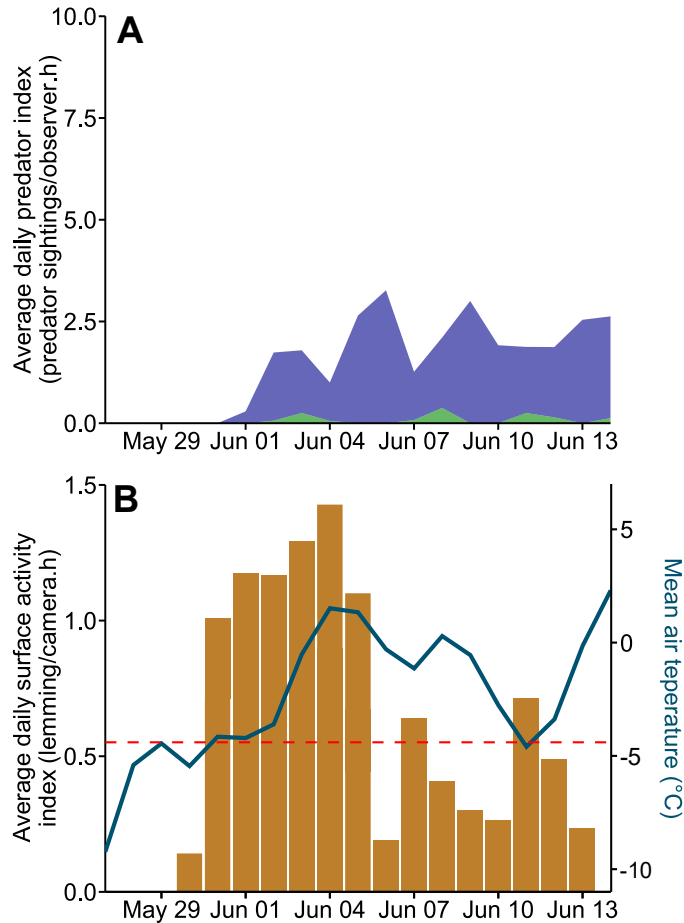 A
Average daily predator index
(predator sightings/observer.h)
10.0
7.5
5.0
2.5
0.0
May 29 Jun 01 Jun 04 Jun 07 Jun 10 Jun 13
B
Average daily surface activity
index (lemming/camera.h)
1.5
1.0
0.5
0.0
5
0
-5
-10
Mean air teperature (°C)
May 29 Jun 01 Jun 04 Jun 07 Jun 10 Jun 13